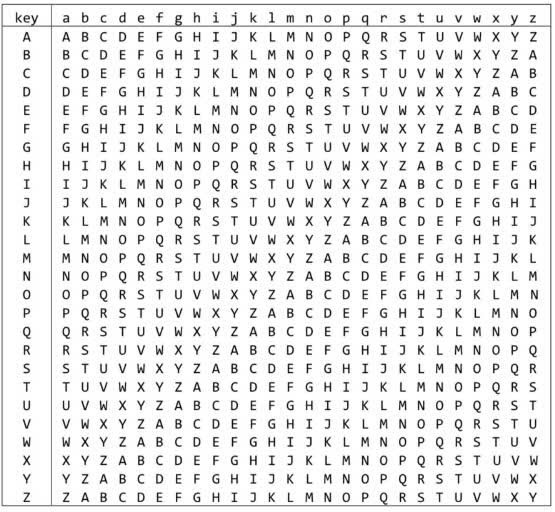 key a b c d e f g h i j k l m n o p q r s t u v w x y z
A A B C D E F G H I J K L M N O P Q R S T U V W X Y Z
B B C D E F G H I J K L M N O P Q R S T U V W X Y Z A
C C D E F G H I J K L M N O P Q R S T U V W X Y Z A B
D D E F G H I J K L M N O P Q R S T U V W X Y Z A B C
E E F G H I J K L M N O P Q R S T U V W X Y Z A B C D
F F G H I J K L M N O P Q R S T U V W X Y Z A B C D E
G G H I J K L M N O P Q R S T U V W X Y Z A B C D E F
H H I J K L M N O P Q R S T U V W X Y Z A B C D E F G
I I J K L M N O P Q R S T U V W X Y Z A B C D E F G H
J J K L M N O P Q R S T U V W X Y Z A B C D E F G H I
K K L M N O P Q R S T U V W X Y Z A B C D E F G H I J
L L M N O P Q R S T U V W X Y Z A B C D E F G H I J K
M M N O P Q R S T U V W X Y Z A B C D E F G H I J K L
N N O P Q R S T U V W X Y Z A B C D E F G H I J K L M
O O P Q R S T U V W X Y Z A B C D E F G H I J K L M N
P P Q R S T U V W X Y Z A B C D E F G H I J K L M N O
Q Q R S T U V W X Y Z A B C D E F G H I J K L M N O P
R R S T U V W X Y Z A B C D E F G H I J K L M N O P Q
S S T U V W X Y Z A B C D E F G H I J K L M N O P Q R
T T U V W X Y Z A B C D E F G H I J K L M N O P Q R S
U U V W X Y Z A B C D E F G H I J K L M N O P Q R S T
V V W X Y Z A B C D E F G H I J K L M N O P Q R S T U
W W X Y Z A B C D E F G H I J K L M N O P Q R S T U V
X X Y Z A B C D E F G H I J K L M N O P Q R S T U V W
Y Y Z A B C D E F G H I J K L M N O P Q R S T U V W X
Z Z A B C D E F G H I J K L M N O P Q R S T U V W X Y